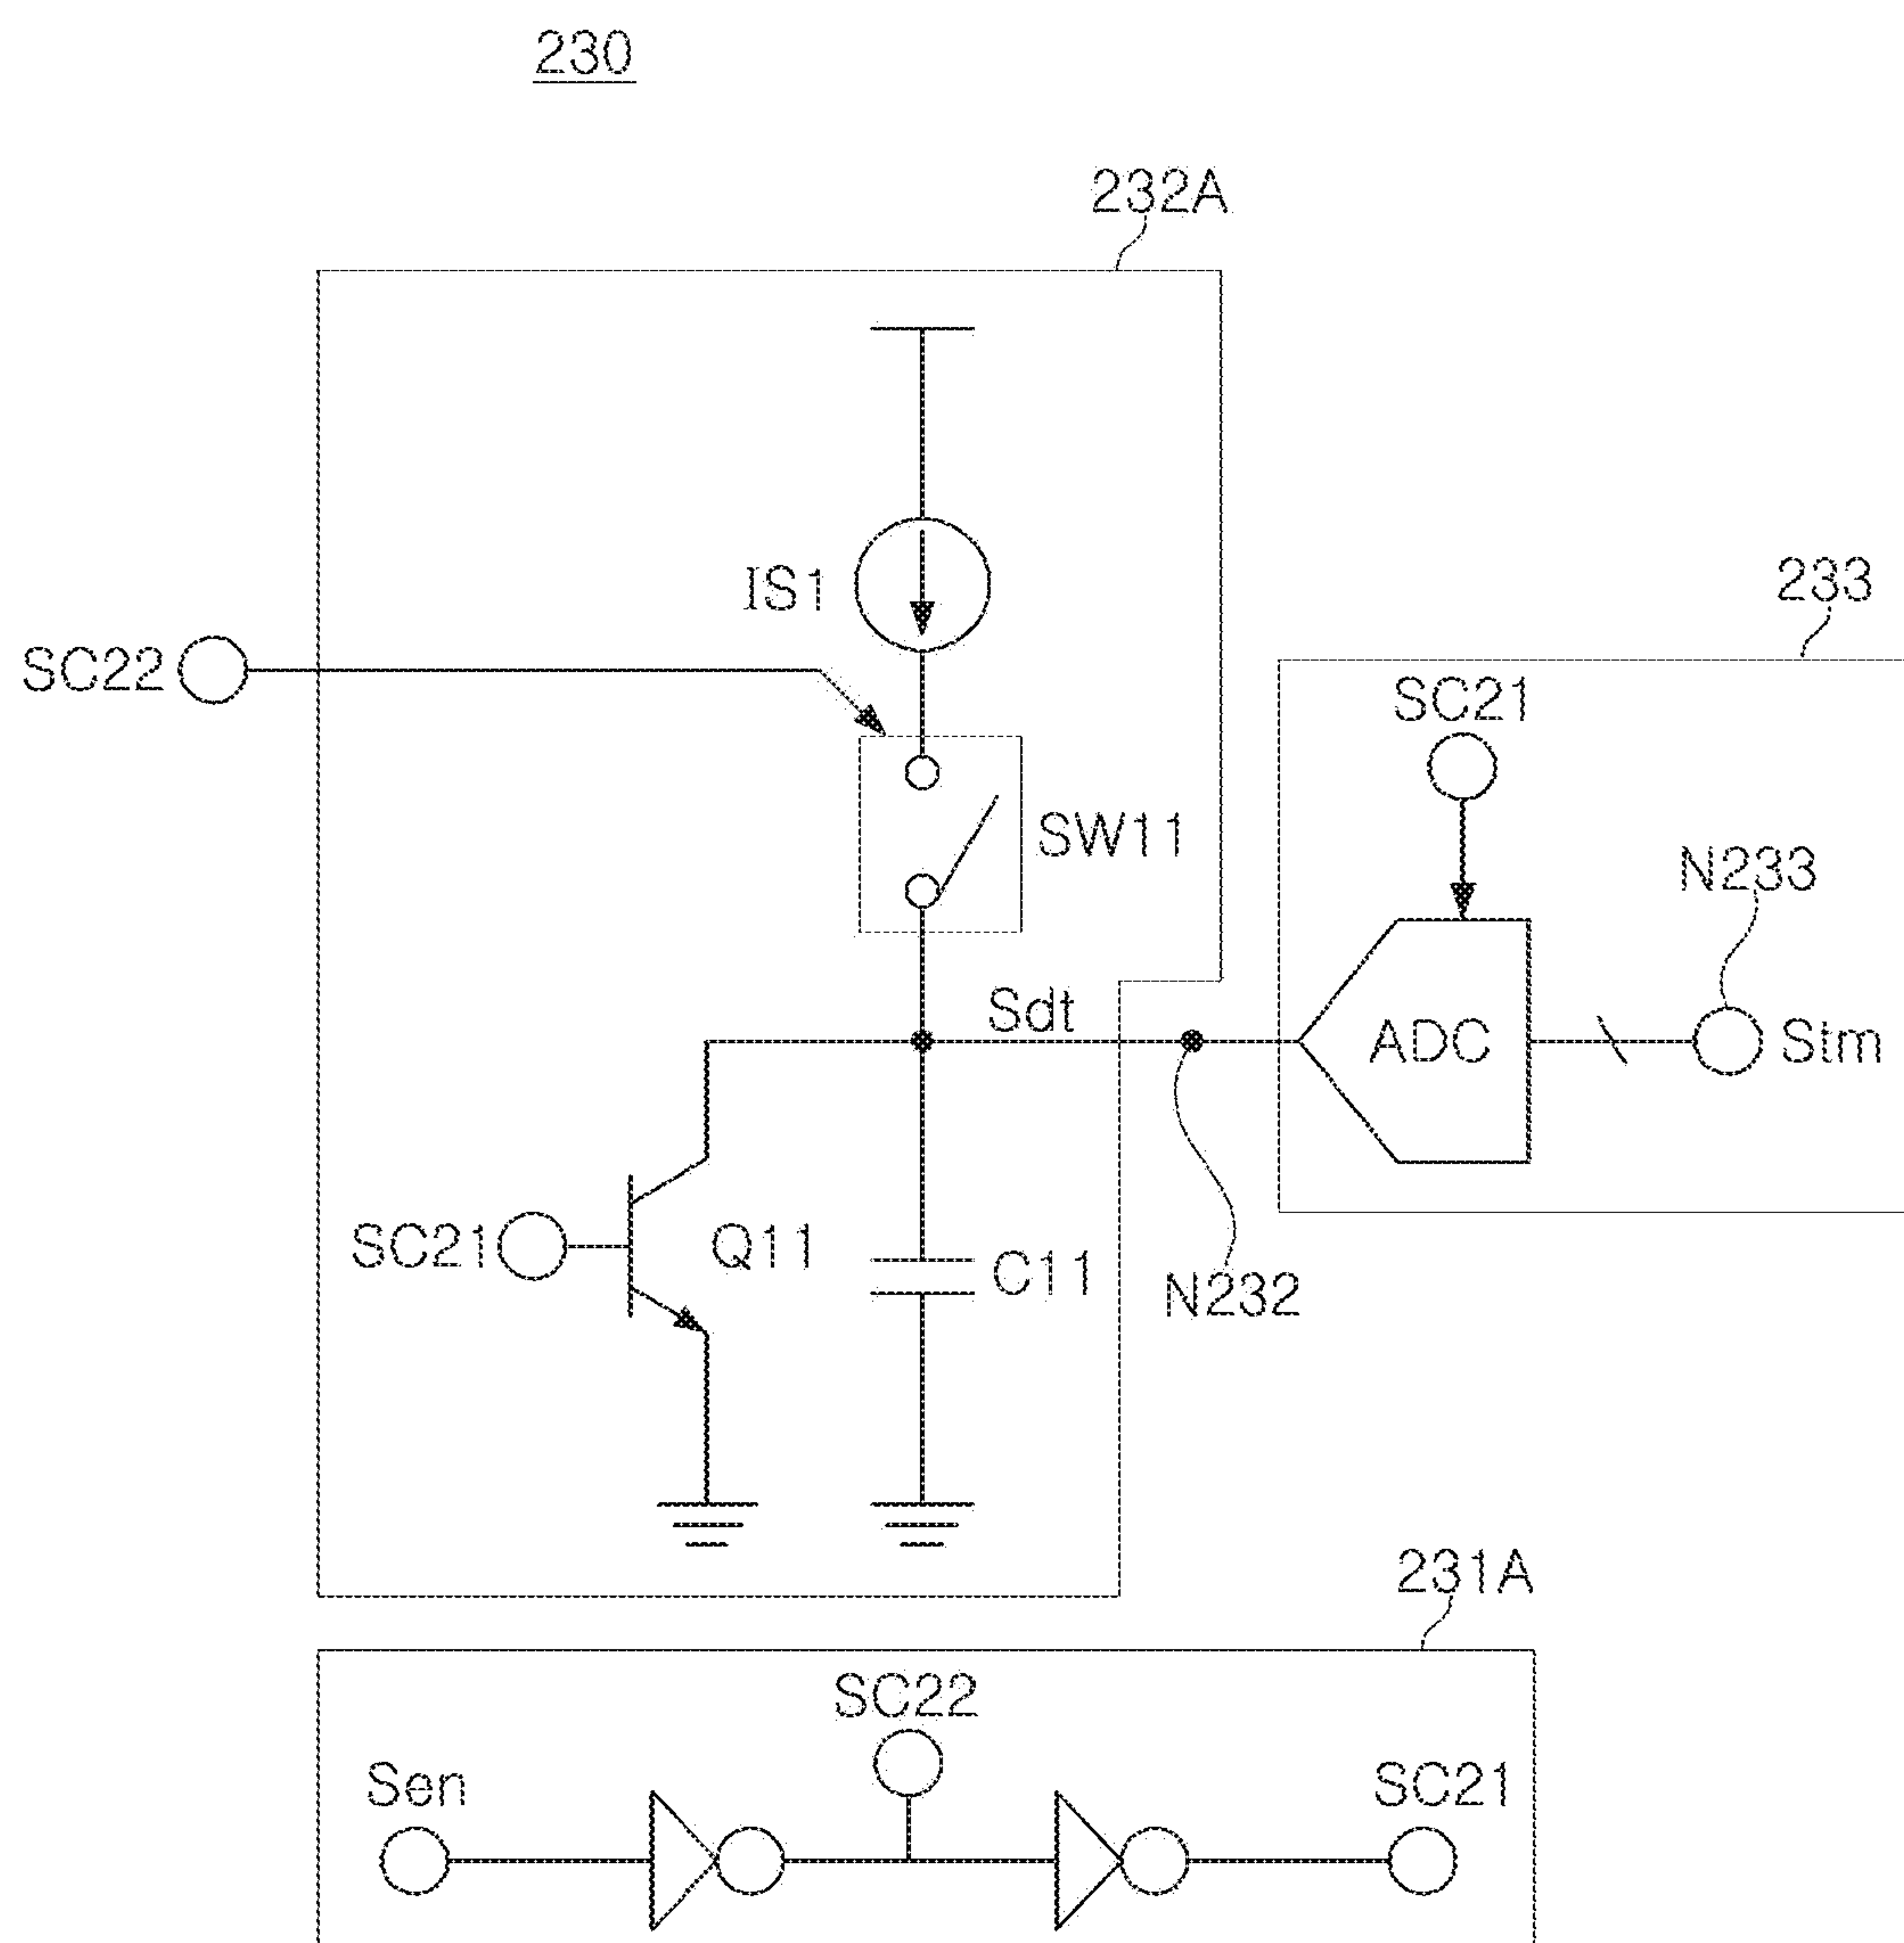 230
232A
IS1
233
SC22
SC21
SW11
N233
Sdt
ADC
Stm
SC21
Q11
C11
N232
231A
SC22
Sen
SC21